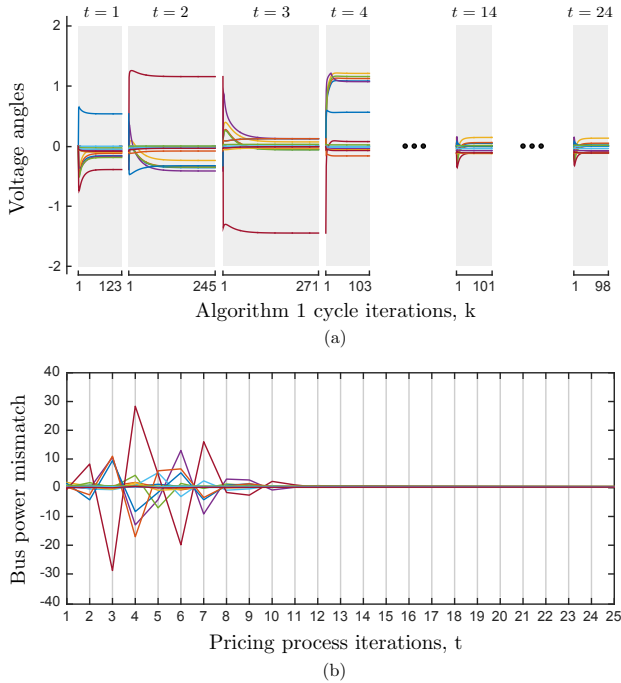 t = 1 t = 2 t = 3 t = 4 t = 14 t = 24
2
1
0
-1
-2
Voltage angles
1 123 1 245 1 271 1 103 1 101 1 98
Algorithm 1 cycle iterations, k
(a)
40
30
20
10
0
-10
-20
-30
-40
Bus power mismatch
1 2 3 4 5 6 7 8 9 10 11 12 13 14 15 16 17 18 19 20 21 22 23 24 25
Pricing process iterations, t
(b)